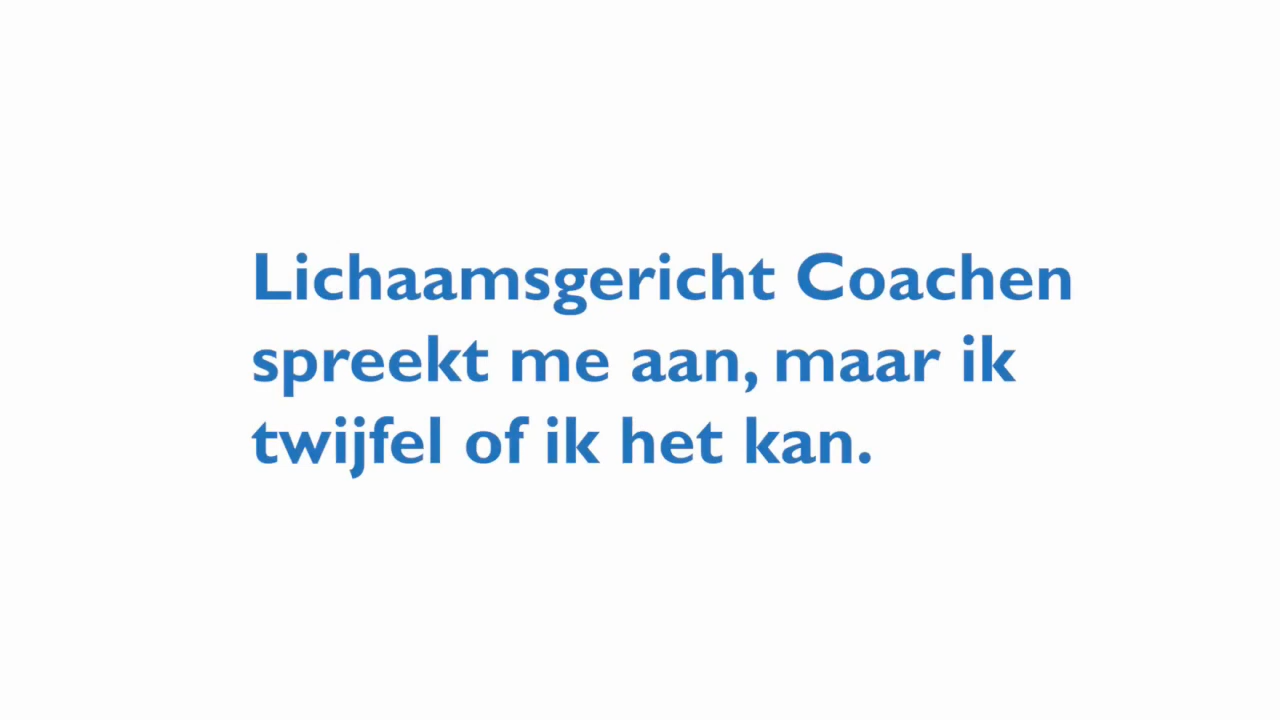 Lichaamsgericht Coachen
spreekt me aan, maar ik
twijfel of ik het kan.